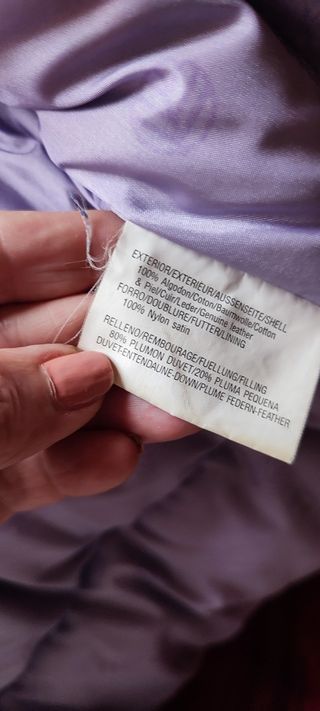 EXTERIOR/EXTERIEUR/AUSSENSEITE/SHELL
100% Algodon/Coton/Baumwolle/Cotton
& Piel/Cuir/Leder/Genuine leather
FORRO/DOUBLURE/FUTTER/LINING
100% Nylon satin.
RELLENO/REMBOURAGE/FUELLUNG/FILLING
80% PLUMON DUVET/20% PLUMA PEQUENA
DUVET-ENTENDAUNE-DOWN/PLUME FEDERN-FEATHER